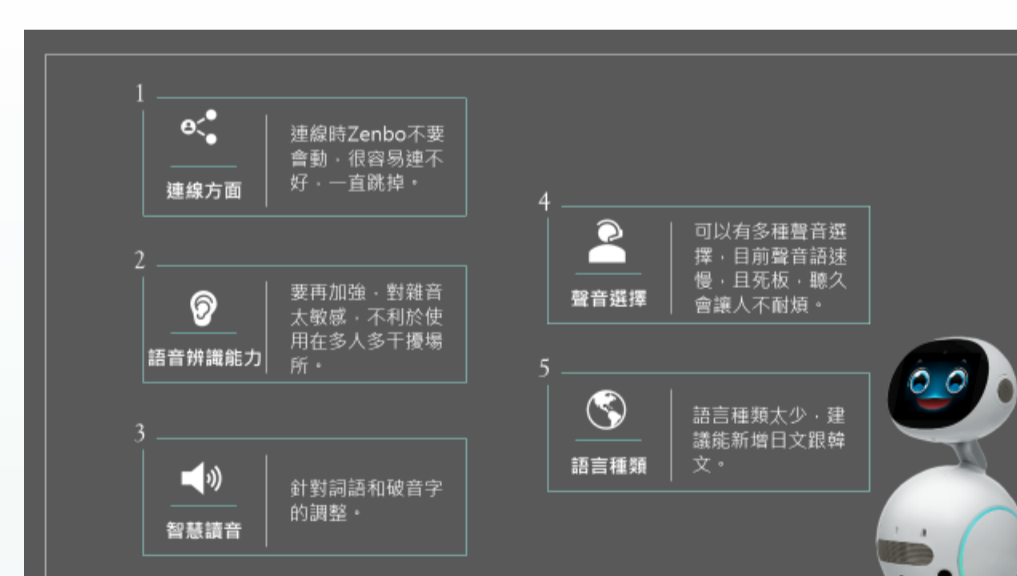 1
連線方面
連線時Zenbo不要
會動，很容易連不
好，一直跳掉。
2
語音辨識能力
要再加強，對雜音
太敏感，不利於使
用在多人多干擾場
所。
3
智慧讀音
針對詞語和破音字
的調整。
4
聲音選擇
可以有多種聲音選
擇，目前聲音語速
慢，且死板，聽久
會讓人不耐煩。
5
語言種類
語言種類太少，建
議能新增日文跟韓
文。